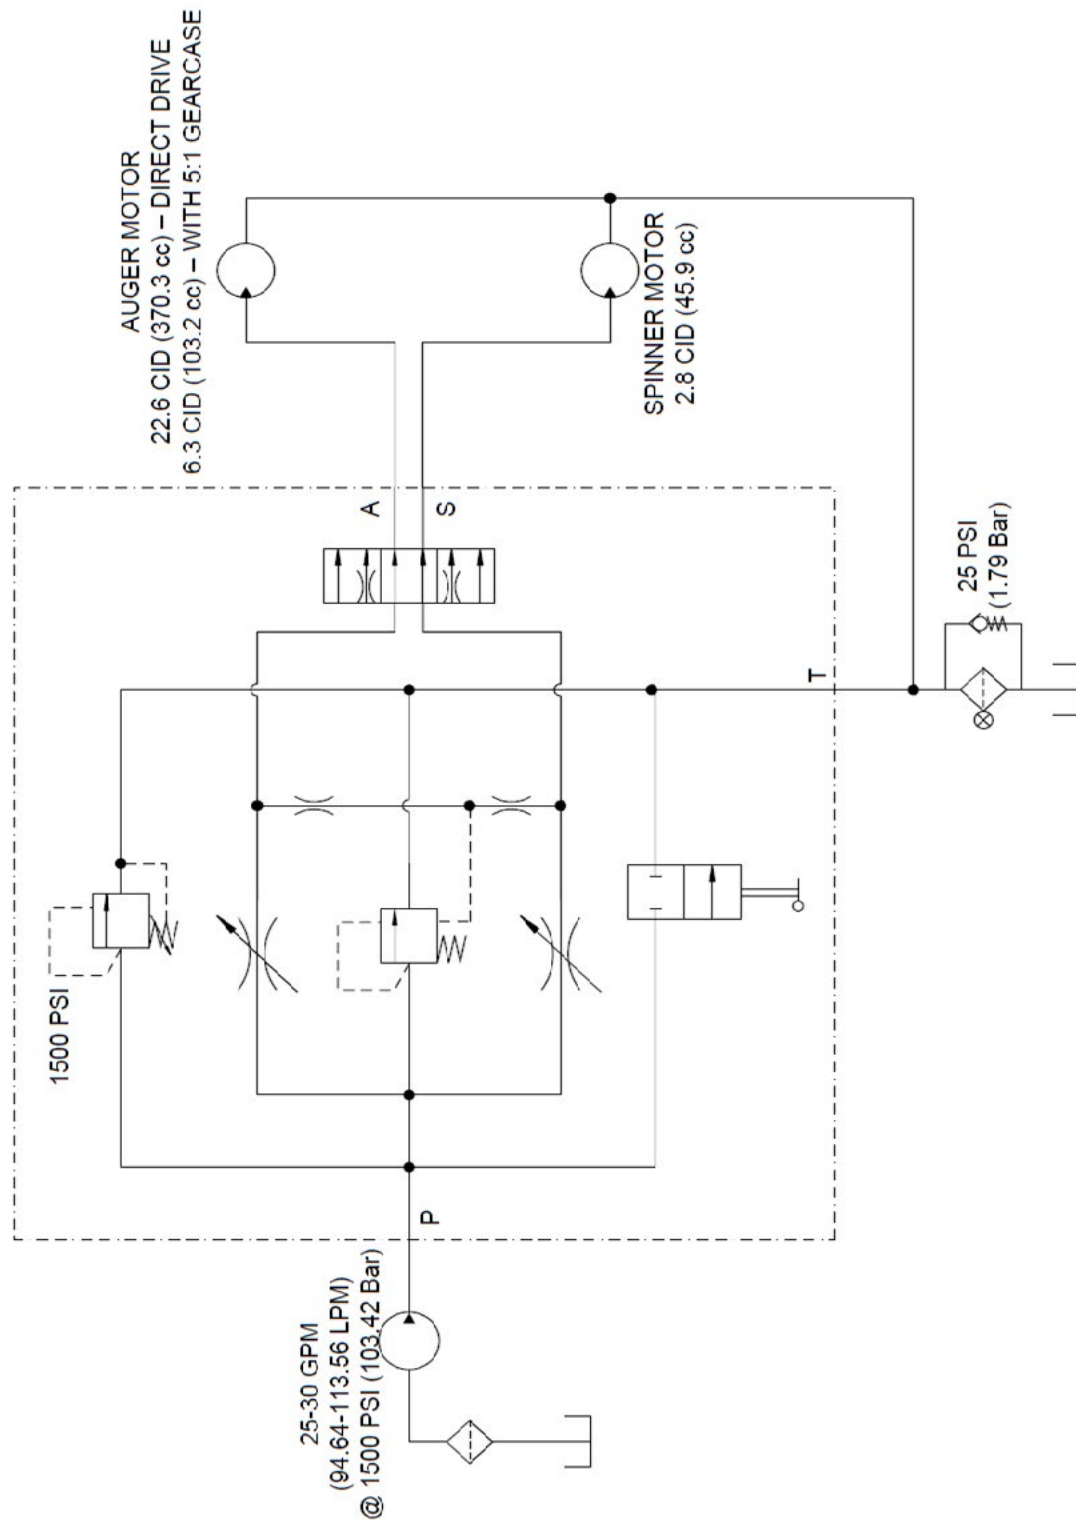 25-30 GPM
(94.64-113.56 LPM)
@ 1500 PSI (103.42 Bar)
P
1500 PSI
A
S
T
AUGER MOTOR
22.6 CID (370.3 cc) – DIRECT DRIVE
6.3 CID (103.2 cc) – WITH 5:1 GEARCASE
SPINNER MOTOR
2.8 CID (45.9 cc)
25 PSI
(1.79 Bar)